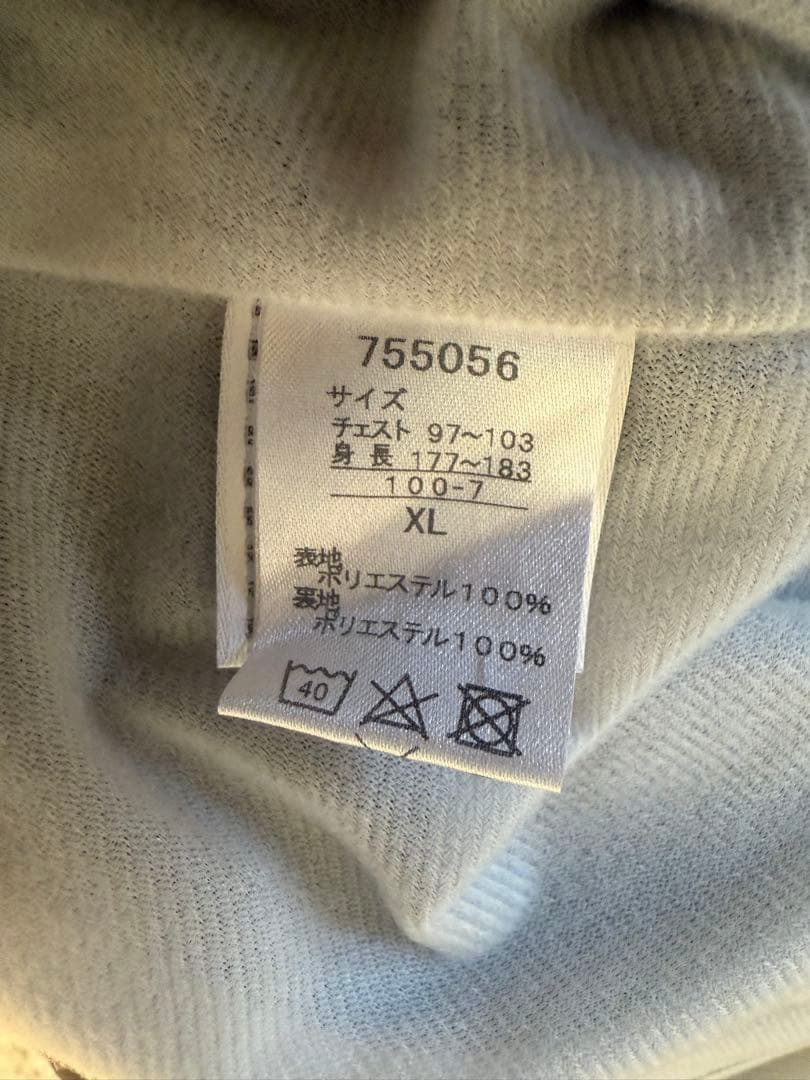 755056
サイズ
チェスト 97〜103
身長 177〜183
100-7
XL
表地
ポリエステル100%
裏地
ポリエステル100%
40